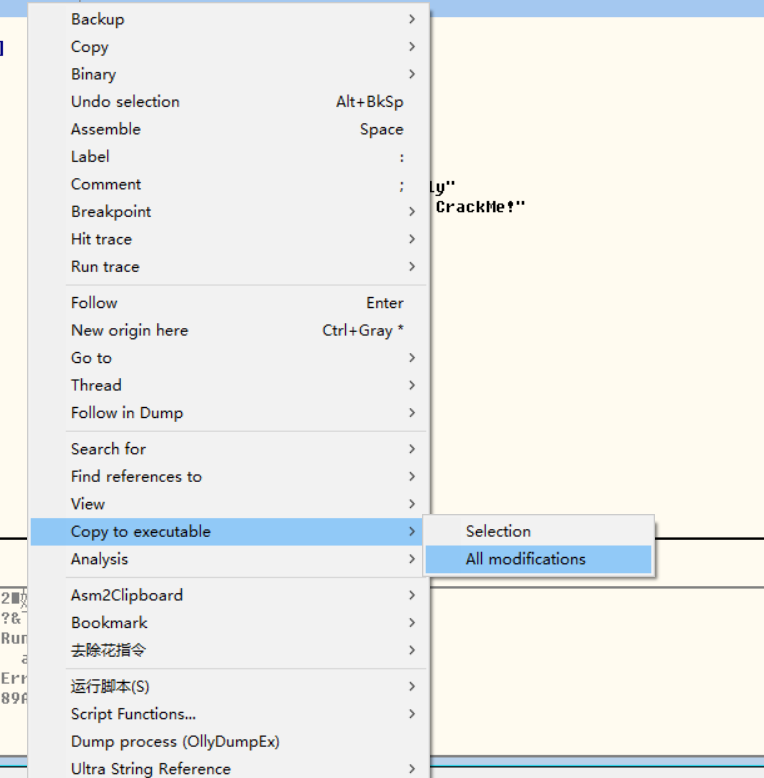 Backup
Copy
]
Binary
Undo selection Alt+BkSp
Assemble Space
Label :
Comment ;
ly"
Breakpoint
CrackMe!"
Hit trace
Run trace
Follow Enter
New origin here Ctrl+Gray *
Go to
Thread
Follow in Dump
Search for
Find references to
View
Copy to executable
Selection
Analysis
All modifications
Asm2Clipboard
?&
Bookmark
Run
去除花指令
Err
运行脚本(S)
Script Functions...
Dump process (OllyDumpEx)
Ultra String Reference